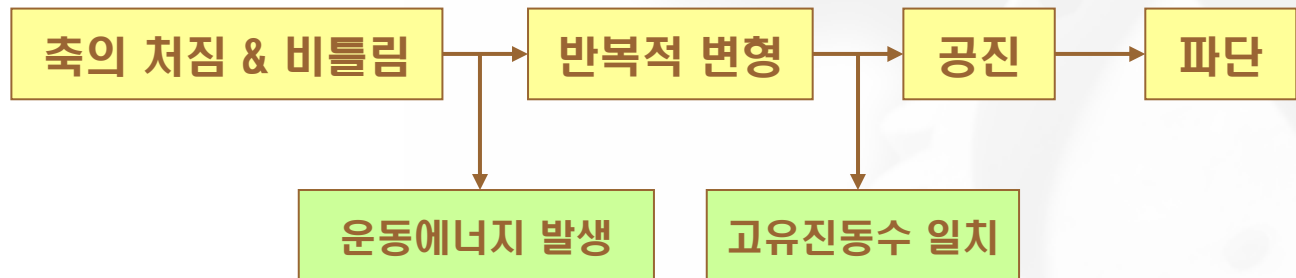 축의 처짐 & 비틀림
반복적 변형
공진
파단
운동에너지 발생
고유진동수 일치